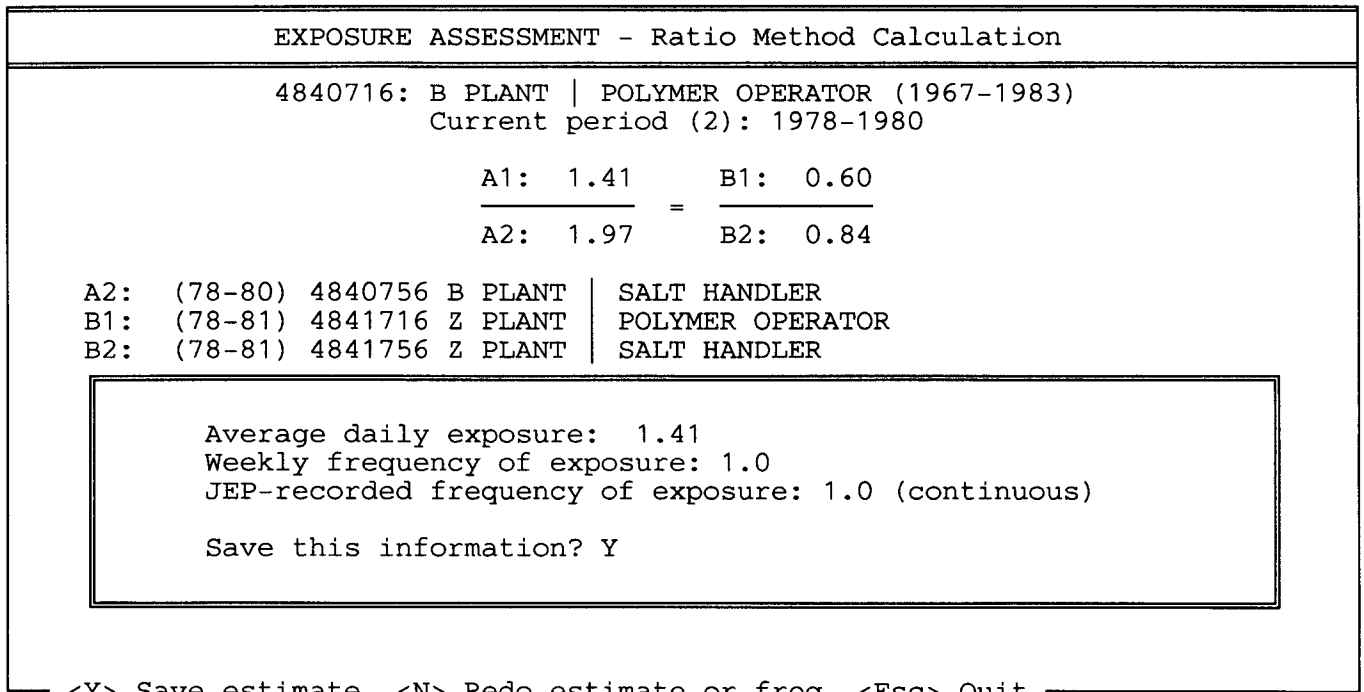 EXPOSURE ASSESSMENT - Ratio Method Calculation
4840716: B PLANT | POLYMER OPERATOR (1967-1983)
Current period (2): 1978-1980
A1: 1.41 B1: 0.60
=
A2: 1.97 B2: 0.84
A2: (78-80) 4840756 B PLANT | SALT HANDLER
B1: (78-81) 4841716 Z PLANT | POLYMER OPERATOR
B2: (78-81) 4841756 Z PLANT | SALT HANDLER
Average daily exposure: 1.41
Weekly frequency of exposure: 1.0
JEP-recorded frequency of exposure: 1.0 (continuous)
Save this information? Y
<Y> Save estimate <N> Redo estimate or freq <Esc> Quit